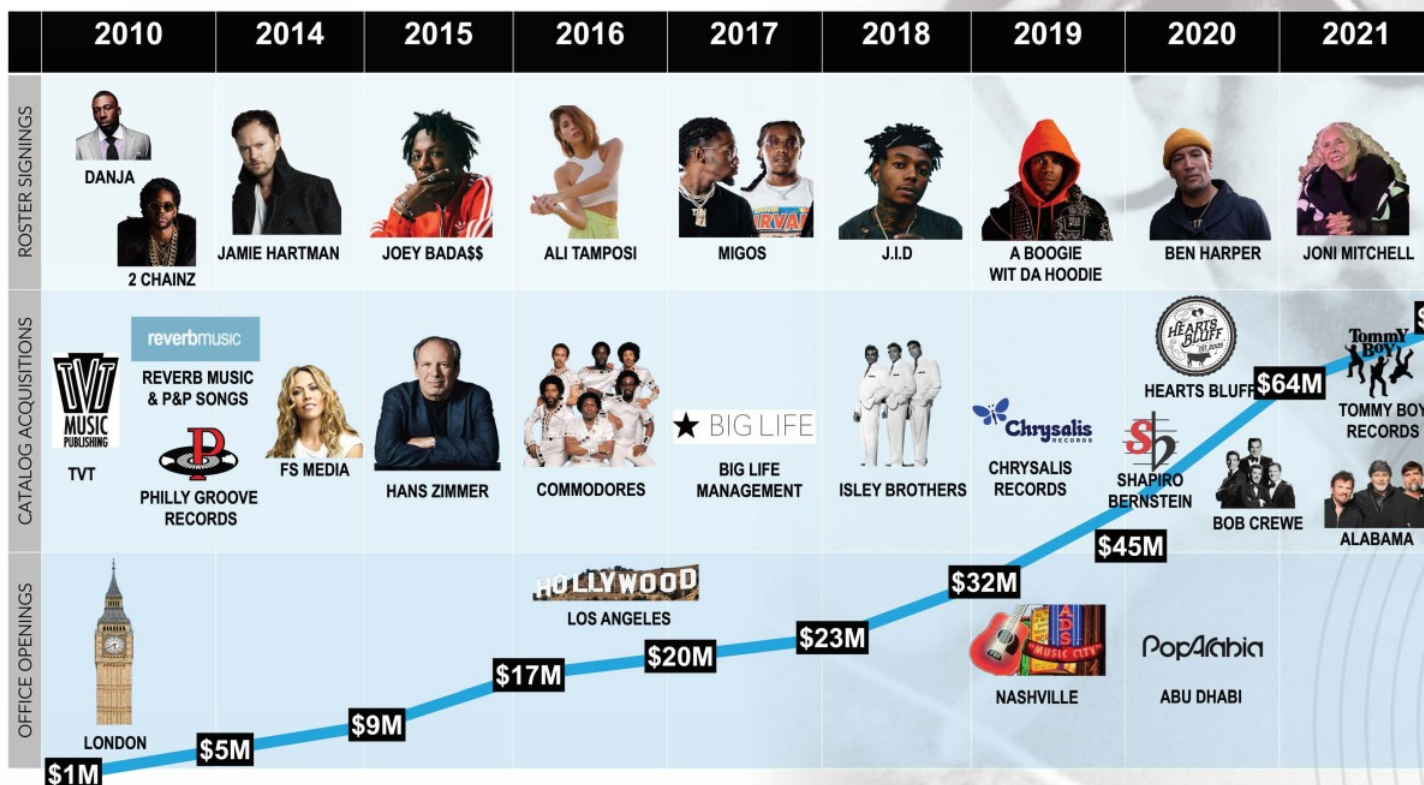 2010 2014 2015 2016 2017 2018 2019 2020 2021
ROSTER SIGNINGS
DANJA
2 CHAINZ
JAMIE HARTMAN
JOEY BADA$$
ALI TAMPOSI
MIGOS
J.I.D
A BOOGIE
WIT DA HOODIE
BEN HARPER
JONI MITCHELL
CATALOG ACQUISITIONS
TVT
MUSIC
PUBLISHING
TVT
reverbmusic
REVERB MUSIC
& P&P SONGS
P
PHILLY GROOVE
RECORDS
FS MEDIA
HANS ZIMMER
COMMODORES
BIG LIFE
BIG LIFE
MANAGEMENT
ISLEY BROTHERS
Chrysalis
RECORDS
CHRYSALIS
RECORDS
HEARTS
BLUFF
HEARTS BLUFF
Sb
SHAPIRO
BERNSTEIN
BOB CREWE
Tommy
Boy
TOMMY BOY
RECORDS
ALABAMA
OFFICE OPENINGS
LONDON
HOLLYWOOD
LOS ANGELES
"MUSIC CITY"
NASHVILLE
PopArabia
ABU DHABI
$1M
$5M
$9M
$17M
$20M
$23M
$32M
$45M
$64M